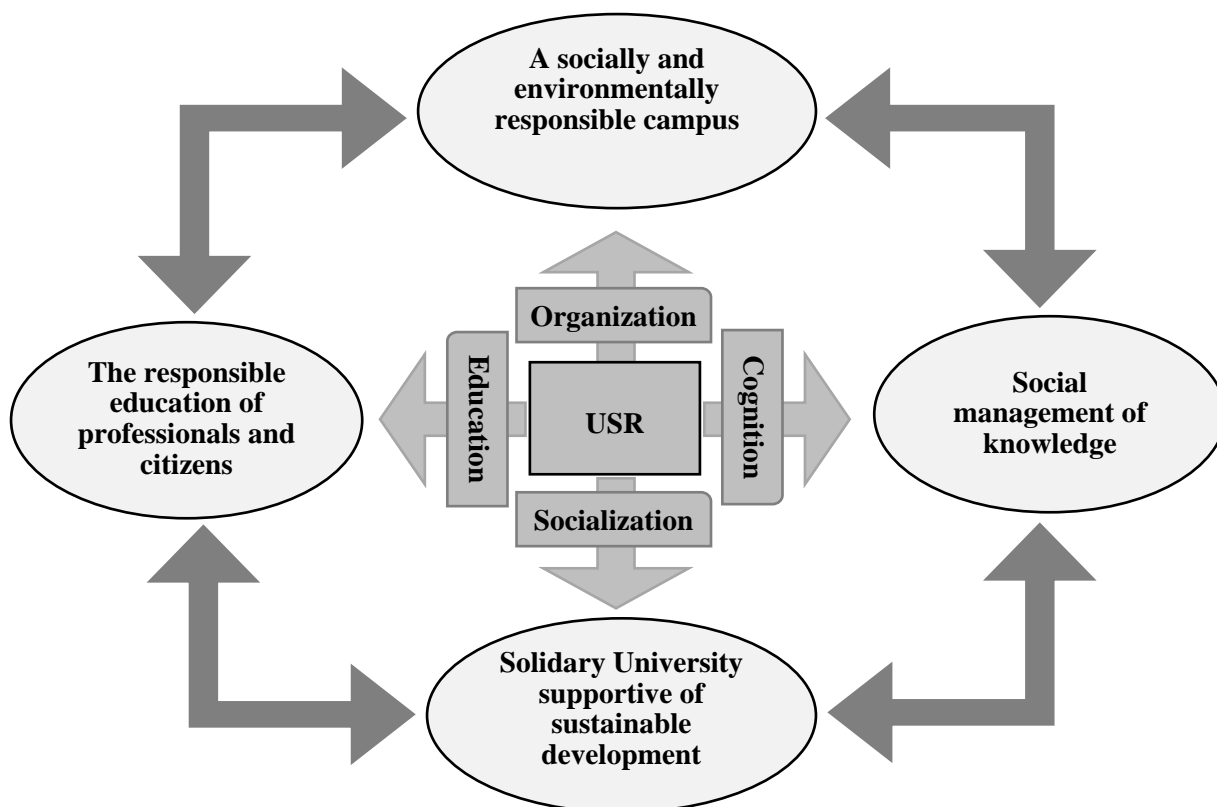 A socially and
environmentally
responsible campus
Organization
Education
The responsible
education of
professionals and
citizens
USR
Cognition
Social
management of
knowledge
Socialization
Solidary University
supportive of
sustainable
development